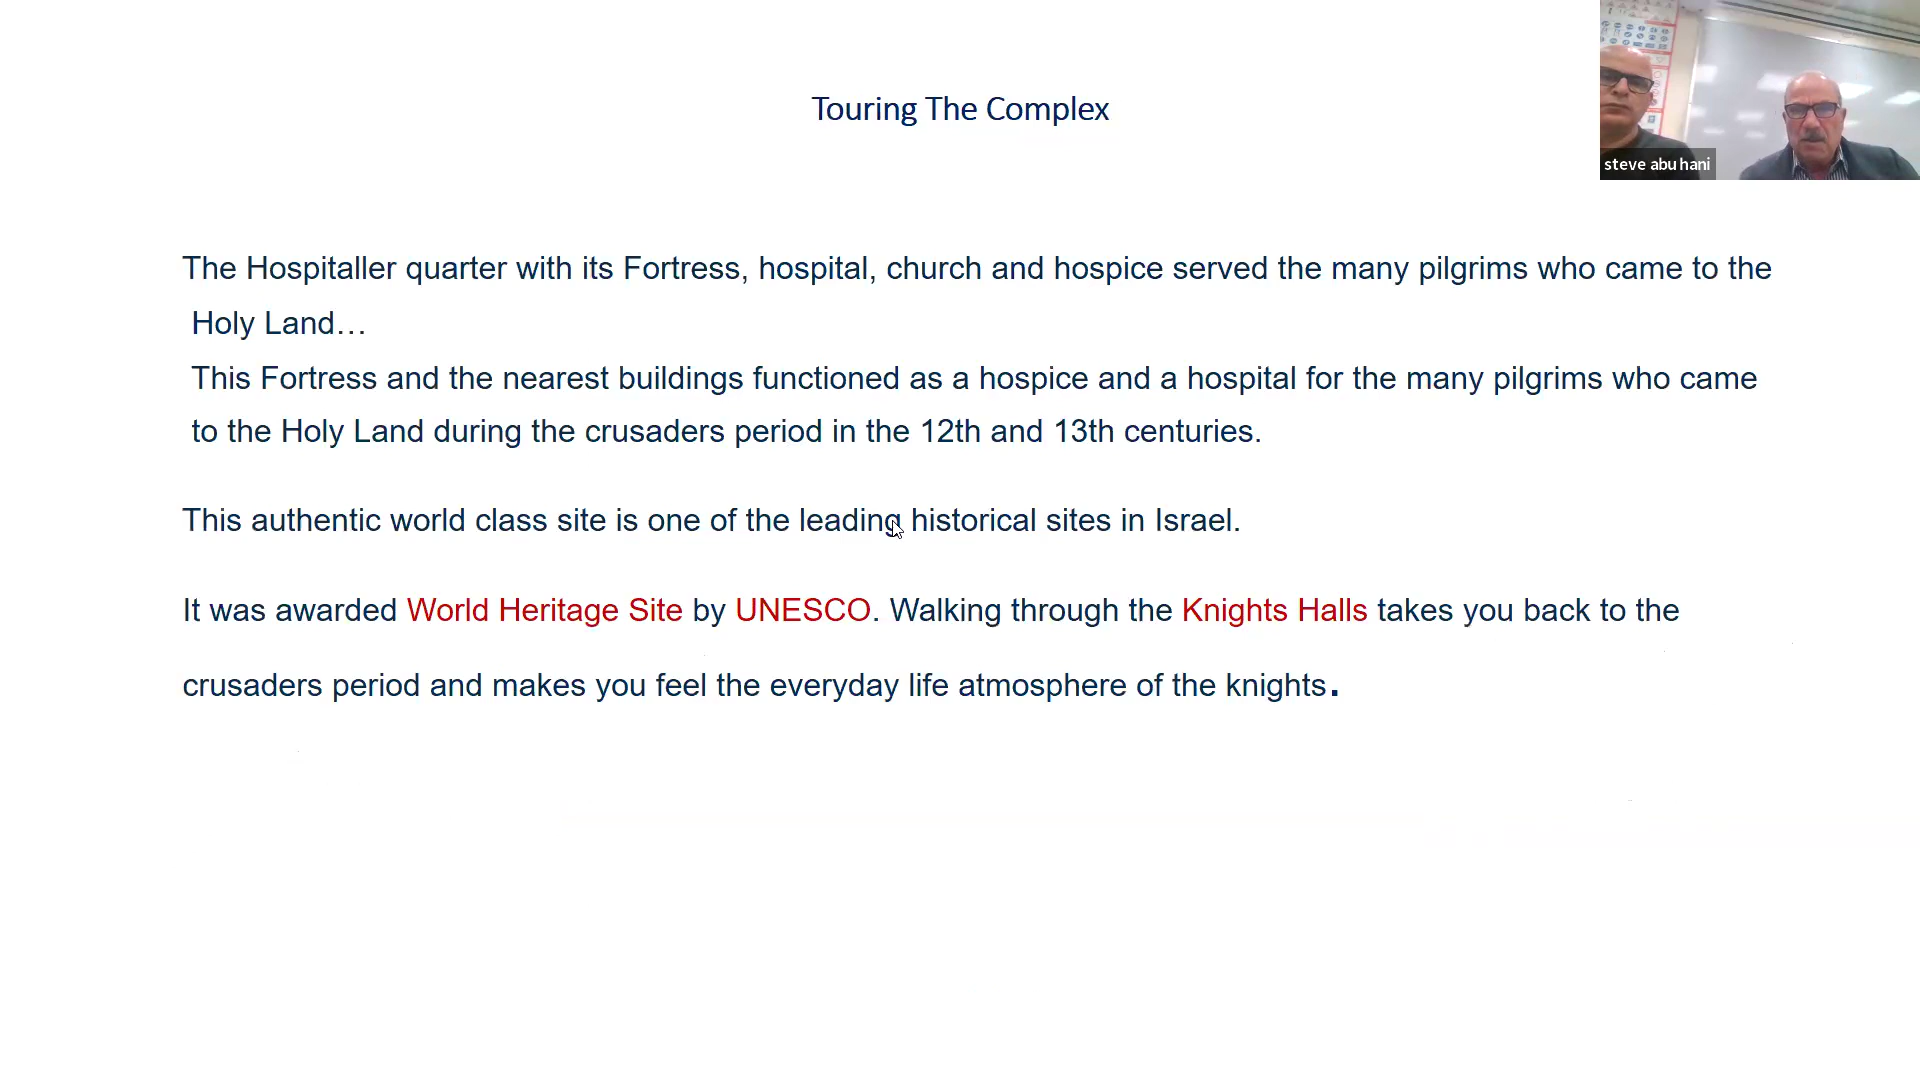 Touring The Complex
steve abu hani
The Hospitaller quarter with its Fortress, hospital, church and hospice served the many pilgrims who came to the
Holy Land…
This Fortress and the nearest buildings functioned as a hospice and a hospital for the many pilgrims who came
to the Holy Land during the crusaders period in the 12th and 13th centuries.
This authentic world class site is one of the leading historical sites in Israel.
It was awarded World Heritage Site by UNESCO. Walking through the Knights Halls takes you back to the
crusaders period and makes you feel the everyday life atmosphere of the knights.